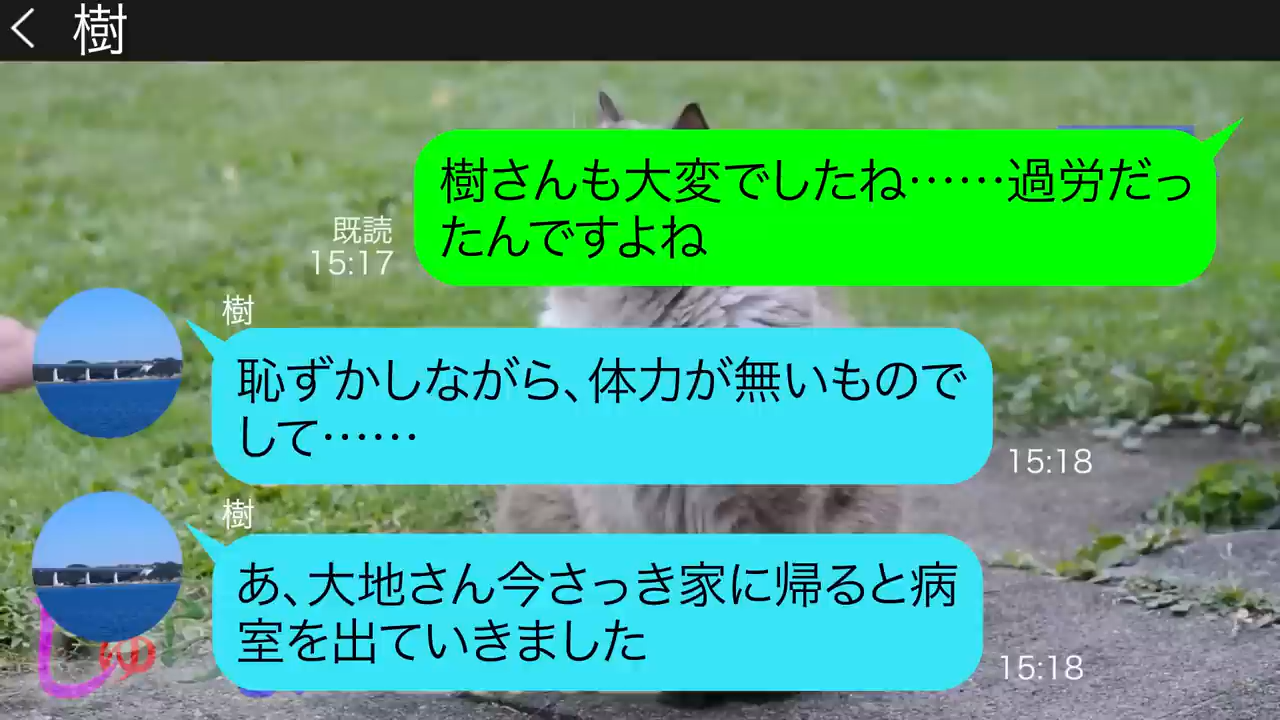 樹
樹さんも大変でしたね……過労だっ
たんですよね
既読
15:17
樹
恥ずかしながら、体力が無いもので
して……
15:18
樹
あ、大地さん今さっき家に帰ると病
室を出ていきました
15:18
しゅ